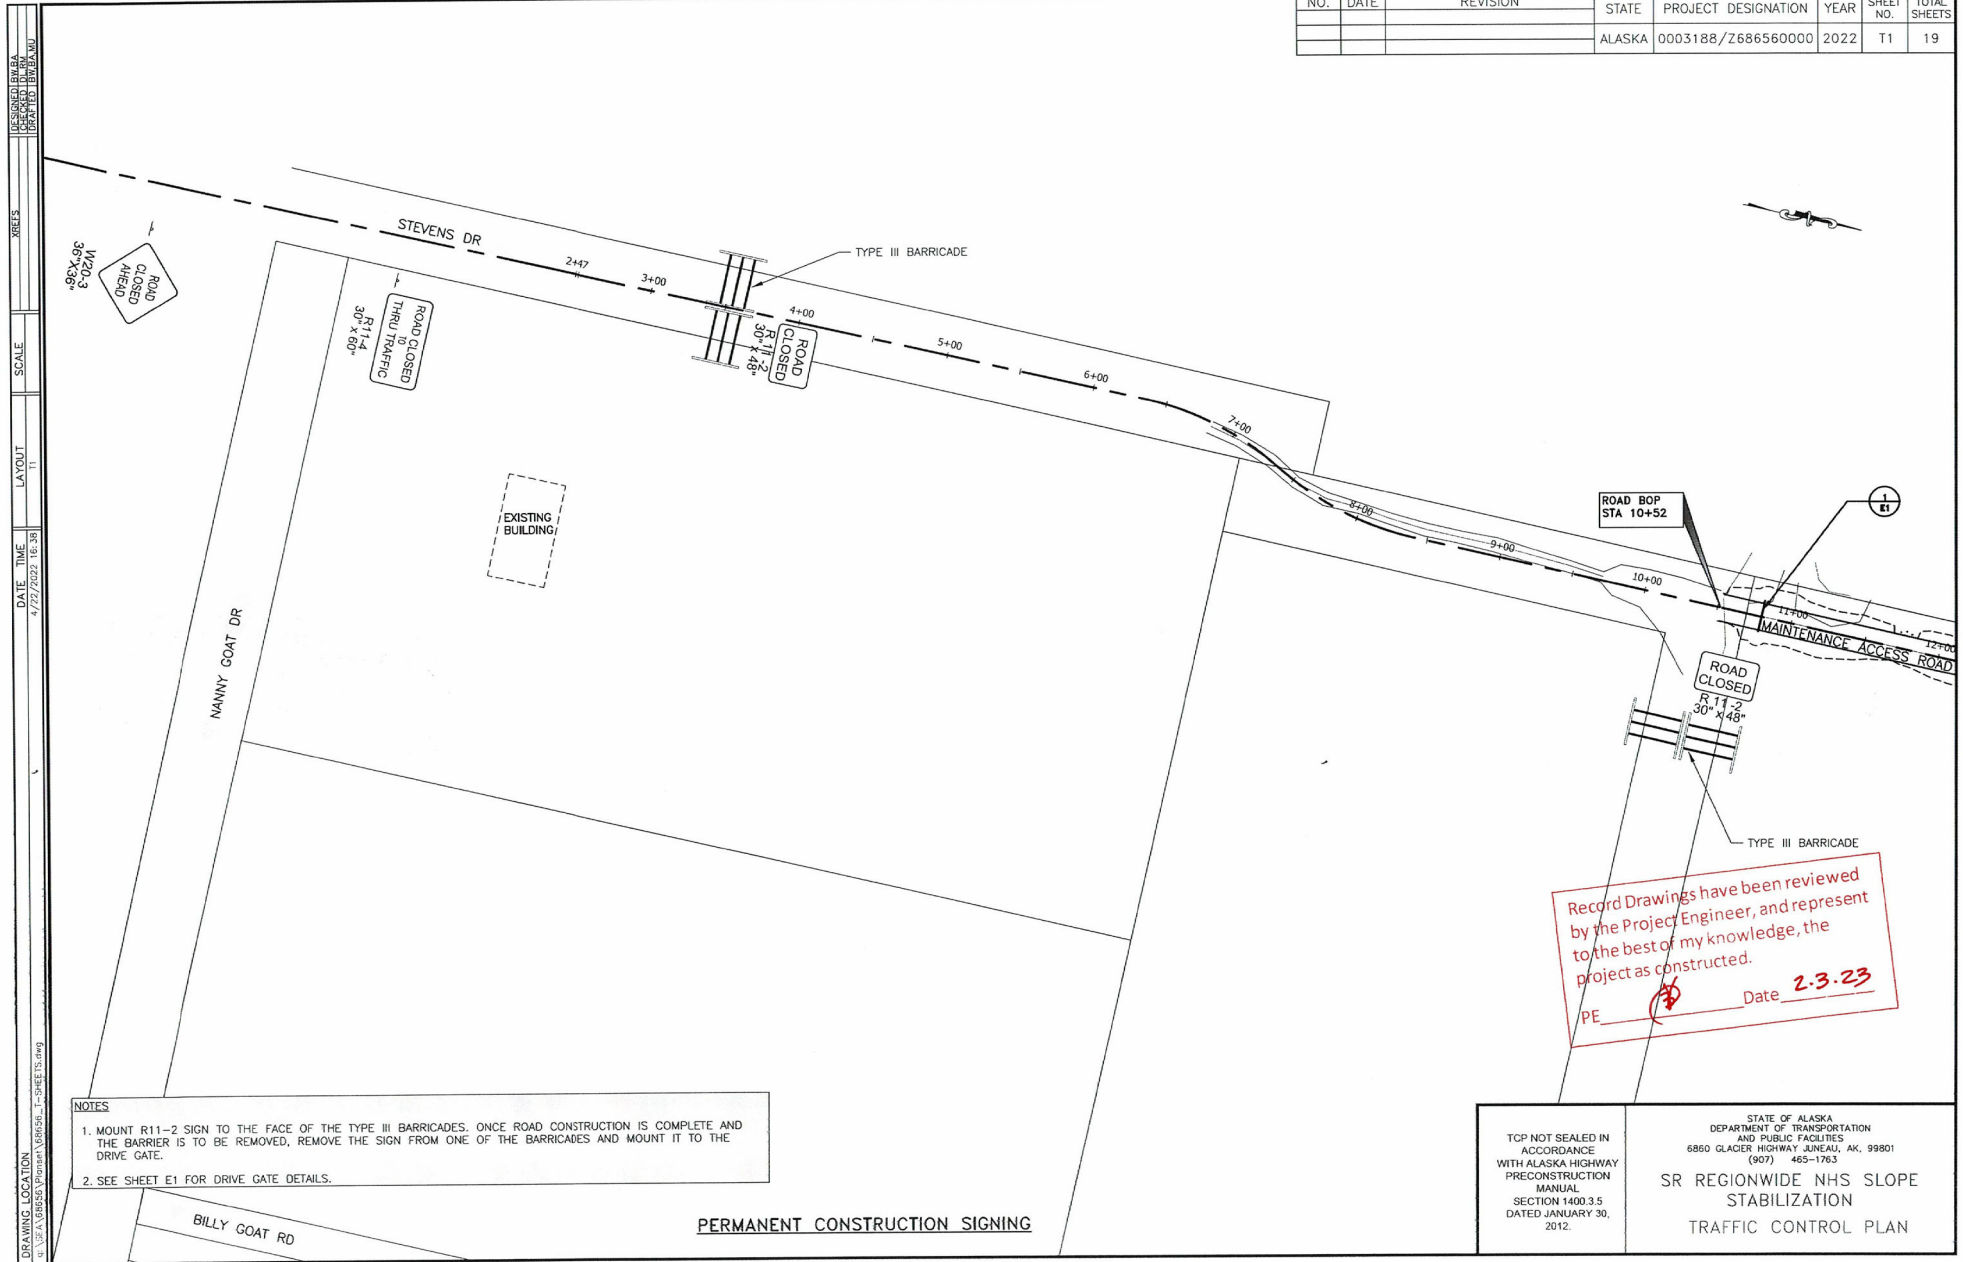 NO. DATE REVISION
STATE PROJECT DESIGNATION YEAR SHEET NO. TOTAL SHEETS
ALASKA 0003188/Z686560000 2022 T1 19
DESIGNED BW,BA
CHECKED DL,RM
DRAFTED BW,BA,MU
XREFS
SCALE
LAYOUT
T1
DATE TIME
4/22/2022 16:38
DRAWING LOCATION
STEVENS DR
2+47
3+00
4+00
5+00
6+00
7+00
8+00
9+00
10+00
11+00
12+00
TYPE III BARRICADE
ROAD
CLOSED
AHEAD
W20-3
36"X36"
ROAD CLOSED
TO
THRU TRAFFIC
R11-4
30" x 60"
ROAD
CLOSED
R 11 -2
30" x 48"
EXISTING
BUILDING
NANNY GOAT DR
ROAD BOP
STA 10+52
1
E1
MAINTENANCE ACCESS ROAD
ROAD
CLOSED
R 11 -2
30" x 48"
TYPE III BARRICADE
Record Drawings have been reviewed
by the Project Engineer, and represent
to the best of my knowledge, the
project as constructed.
PE Date 2.3.23
NOTES
1. MOUNT R11-2 SIGN TO THE FACE OF THE TYPE III BARRICADES. ONCE ROAD CONSTRUCTION IS COMPLETE AND
THE BARRIER IS TO BE REMOVED, REMOVE THE SIGN FROM ONE OF THE BARRICADES AND MOUNT IT TO THE
DRIVE GATE.
2. SEE SHEET E1 FOR DRIVE GATE DETAILS.
BILLY GOAT RD
PERMANENT CONSTRUCTION SIGNING
TCP NOT SEALED IN
ACCORDANCE
WITH ALASKA HIGHWAY
PRECONSTRUCTION
MANUAL
SECTION 1400.3.5
DATED JANUARY 30,
2012.
STATE OF ALASKA
DEPARTMENT OF TRANSPORTATION
AND PUBLIC FACILITIES
6860 GLACIER HIGHWAY JUNEAU, AK, 99801
(907) 465-1763
SR REGIONWIDE NHS SLOPE
STABILIZATION
TRAFFIC CONTROL PLAN